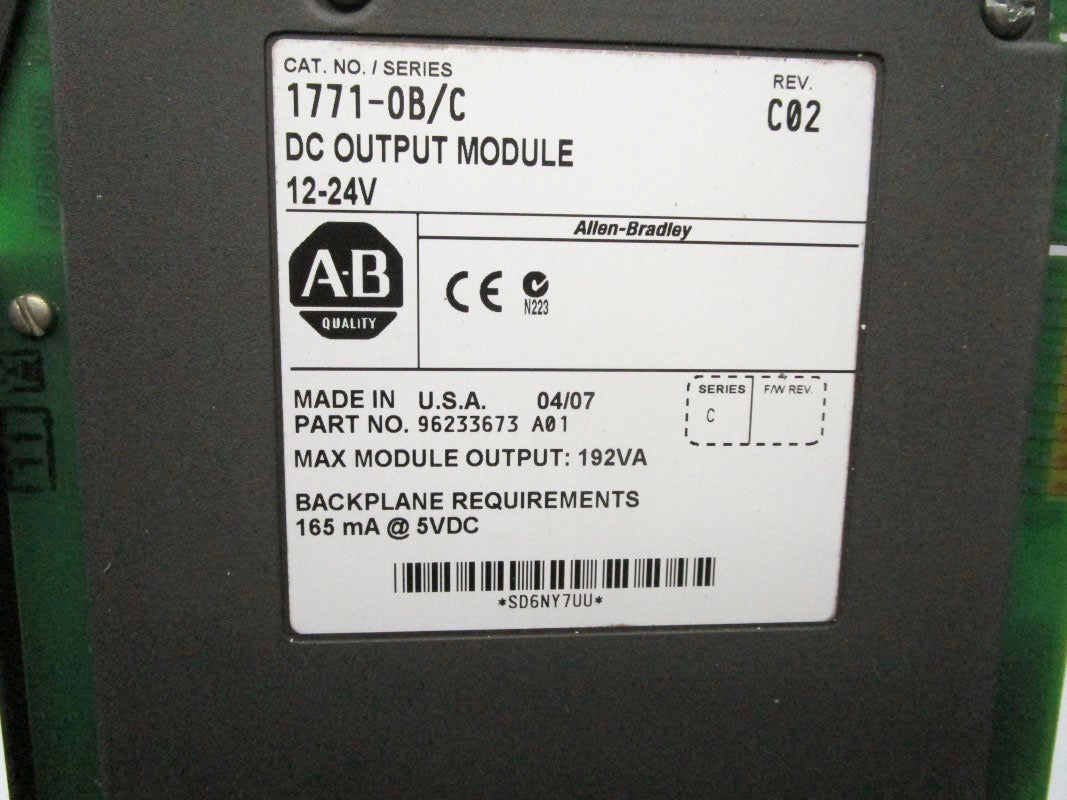 CAT. NO. / SERIES
REV.
1771-OB/C
C02
DC OUTPUT MODULE
12-24V
Allen-Bradley
A-B
QUALITY
CE
N223
MADE IN U.S.A. 04/07
PART NO. 96233673 A01
SERIES
F/W REV.
C
MAX MODULE OUTPUT: 192VA
BACKPLANE REQUIREMENTS
165 mA @ 5VDC
*SD6NY7UU*
11